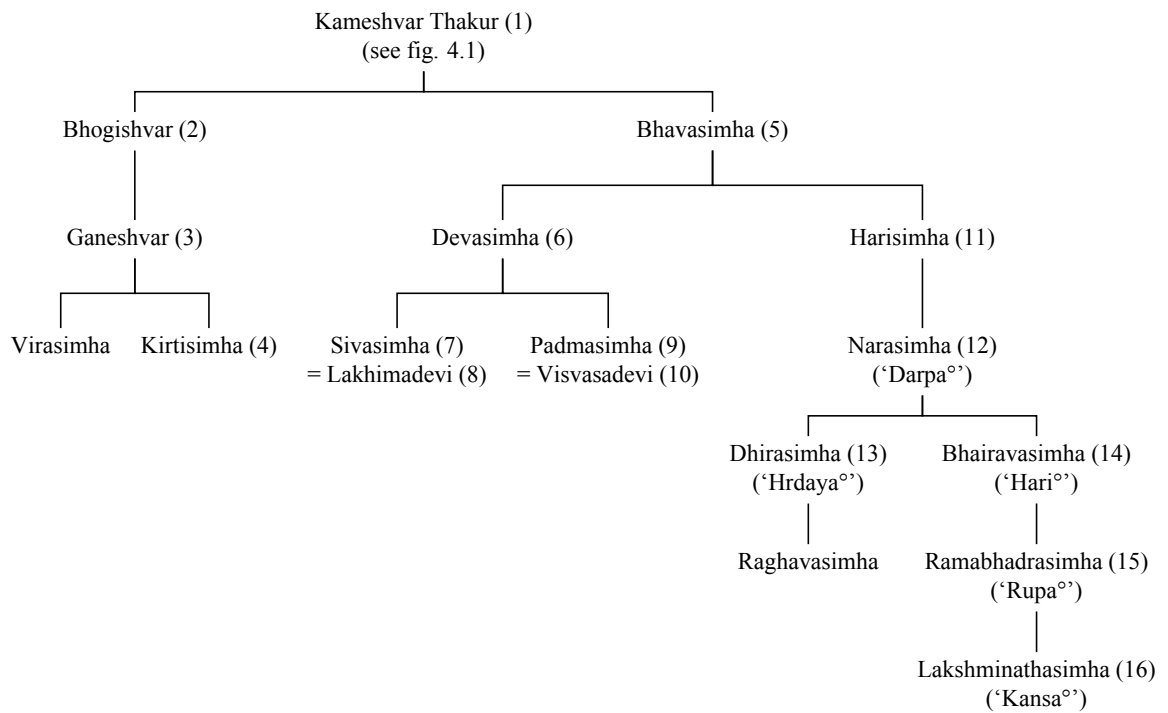 Kameshvar Thakur (1)
(see fig. 4.1)
Bhogishvar (2)
Bhavasimha (5)
Ganeshvar (3)
Devasimha (6)
Harisimha (11)
Virasimha
Kirtisimha (4)
Sivasimha (7)
= Lakhimadevi (8)
Padmasimha (9)
= Visvasadevi (10)
Narasimha (12)
(‘Darpa°’)
Dhirasimha (13)
(‘Hrdaya°’)
Bhairavasimha (14)
(‘Hari°’)
Raghavasimha
Ramabhadrasimha (15)
(‘Rupa°’)
Lakshminathasimha (16)
(‘Kansa°’)